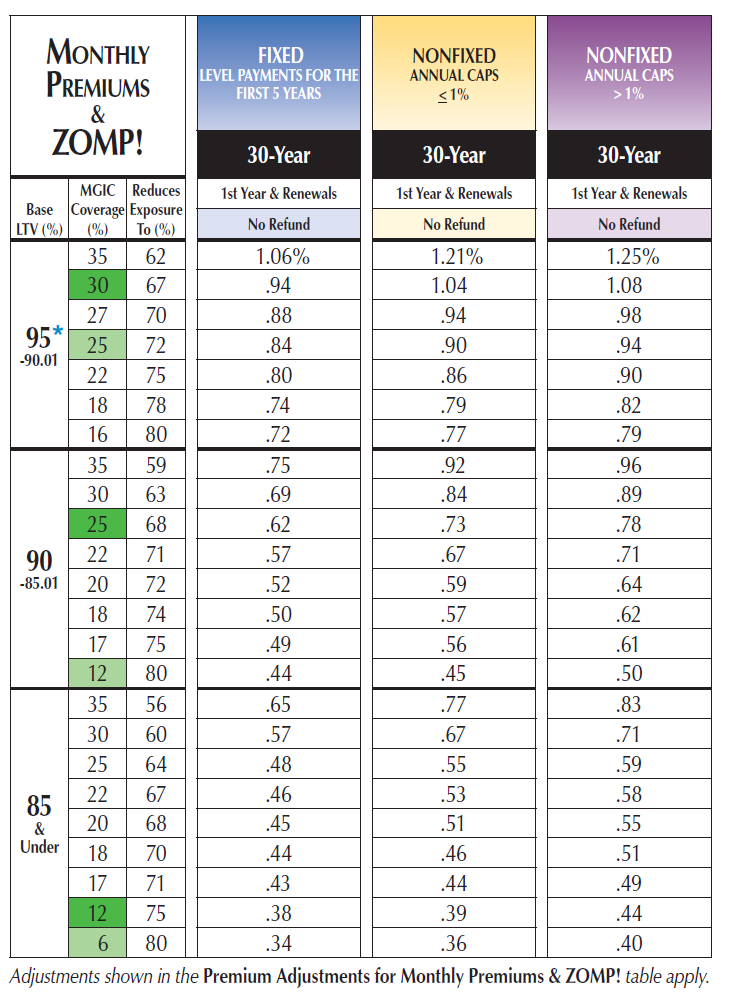 MONTHLY PREMIUMS & ZOMP!
FIXED
LEVEL PAYMENTS FOR THE
FIRST 5 YEARS
NONFIXED
ANNUAL CAPS
≤ 1%
NONFIXED
ANNUAL CAPS
> 1%
30-Year 30-Year 30-Year
Base LTV (%) MGIC Coverage (%) Reduces Exposure To (%) 1st Year & Renewals 1st Year & Renewals 1st Year & Renewals
No Refund No Refund No Refund
95*
-90.01
35 62 1.06% 1.21% 1.25%
30 67 .94 1.04 1.08
27 70 .88 .94 .98
25 72 .84 .90 .94
22 75 .80 .86 .90
18 78 .74 .79 .82
16 80 .72 .77 .79
90
-85.01
35 59 .75 .92 .96
30 63 .69 .84 .89
25 68 .62 .73 .78
22 71 .57 .67 .71
20 72 .52 .59 .64
18 74 .50 .57 .62
17 75 .49 .56 .61
12 80 .44 .45 .50
85
&
Under
35 56 .65 .77 .83
30 60 .57 .67 .71
25 64 .48 .55 .59
22 67 .46 .53 .58
20 68 .45 .51 .55
18 70 .44 .46 .51
17 71 .43 .44 .49
12 75 .38 .39 .44
6 80 .34 .36 .40
Adjustments shown in the Premium Adjustments for Monthly Premiums & ZOMP! table apply.